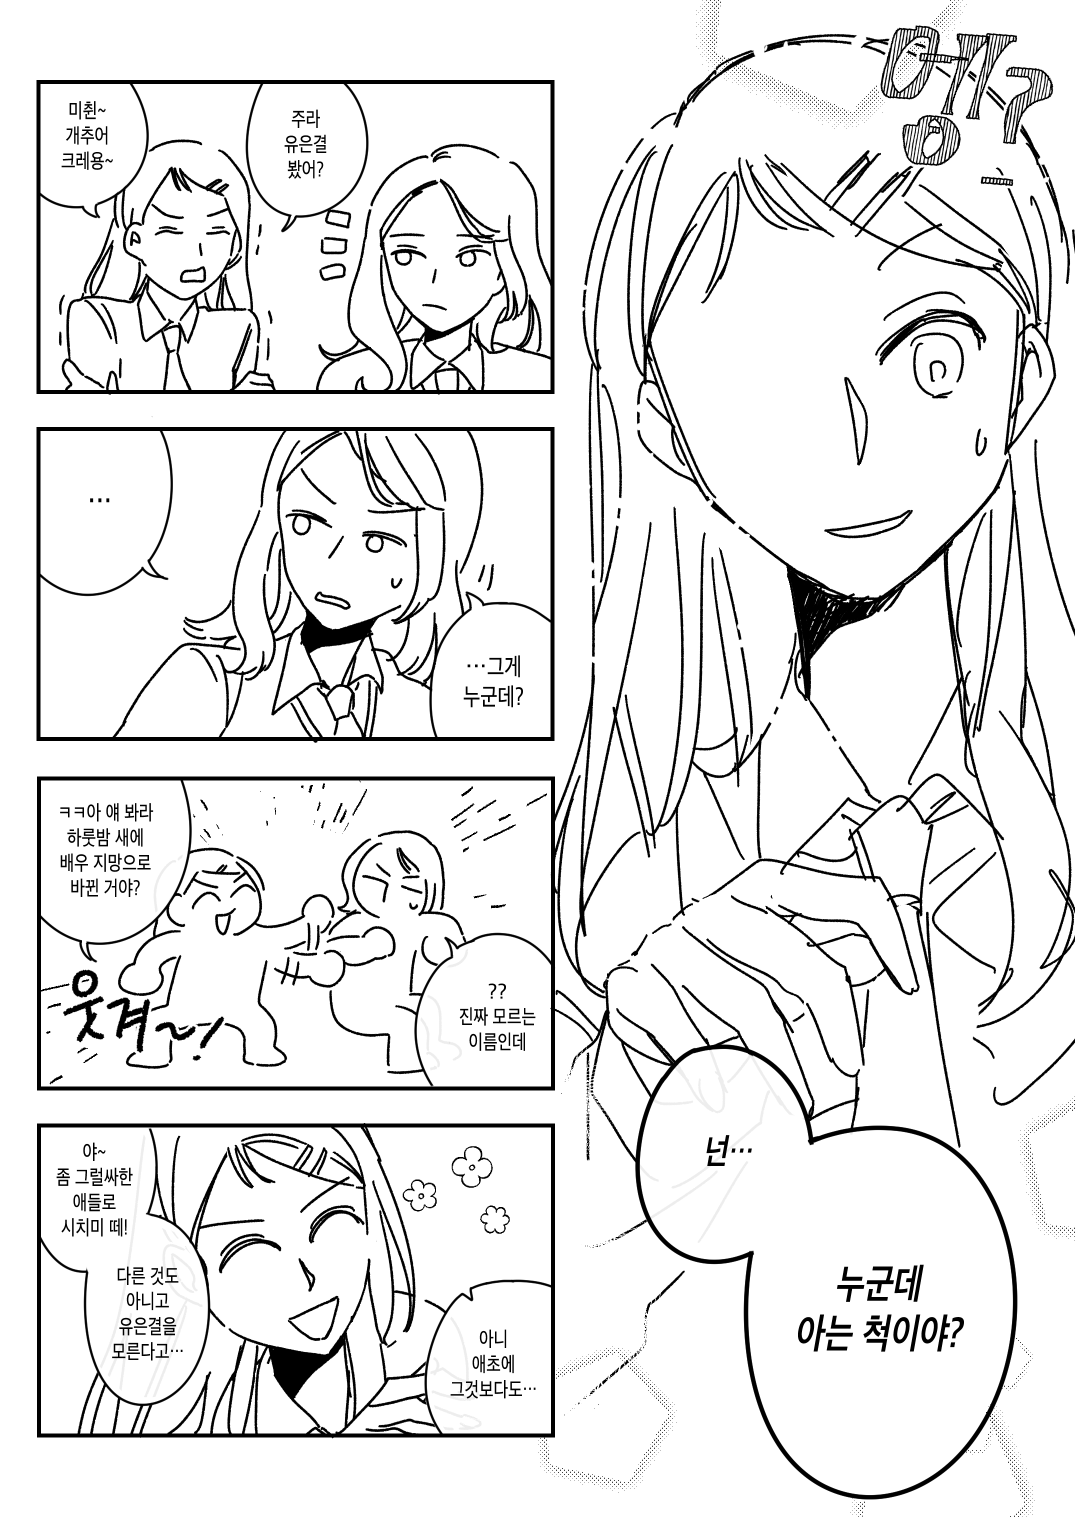 미췬~
개추어
크레용~
주라
유은결
봤어?
…
…그게
누군데?
ㅋㅋ아 얘 봐라
하룻밤 새에
배우 지망으로
바뀐 거야?
웃겨~!
??
진짜 모르는
이름인데
야~
좀 그럴싸한
애들로
시치미 떼!
다른 것도
아니고
유은결을
모른다고…
아니
애초에
그것보다도…
넌…
누군데
아는 척이야?